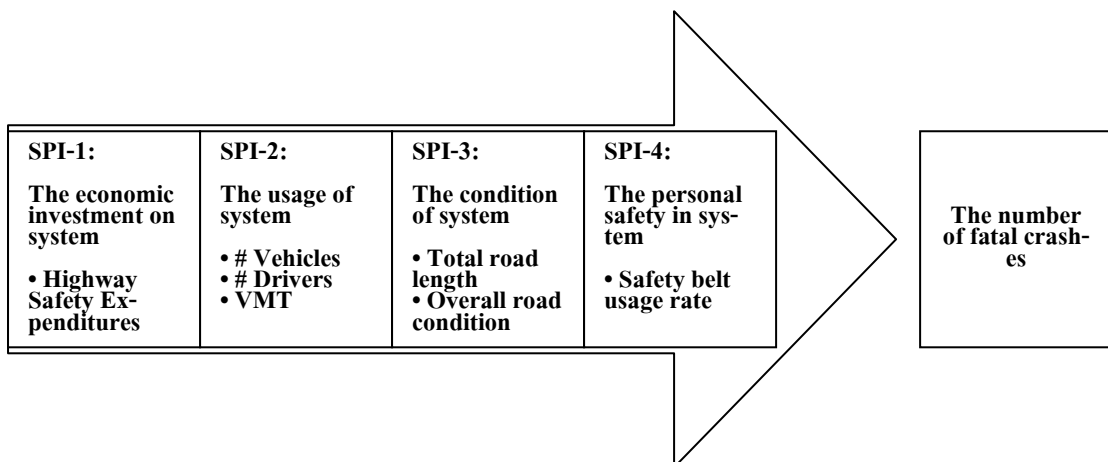 SPI-1:
The economic
investment on
system
• Highway
Safety Ex-
penditures
SPI-2:
The usage of
system
• # Vehicles
• # Drivers
• VMT
SPI-3:
The condition
of system
• Total road
length
• Overall road
condition
SPI-4:
The personal
safety in sys-
tem
• Safety belt
usage rate
The number
of fatal crash-
es